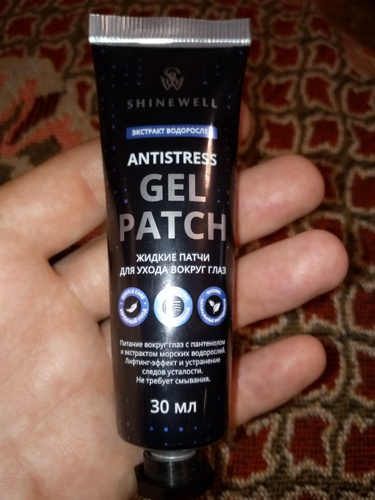 SHINEWELL
ЭКСТРАКТ ВОДОРОСЛЕЙ
ANTISTRESS
GEL
PATCH
ЖИДКИЕ ПАТЧИ
ДЛЯ УХОДА ВОКРУГ ГЛАЗ
Питание вокруг глаз с пантенолом
и экстрактом морских водорослей.
Лифтинг-эффект и устранение
следов усталости.
Не требует смывания.
30 мл